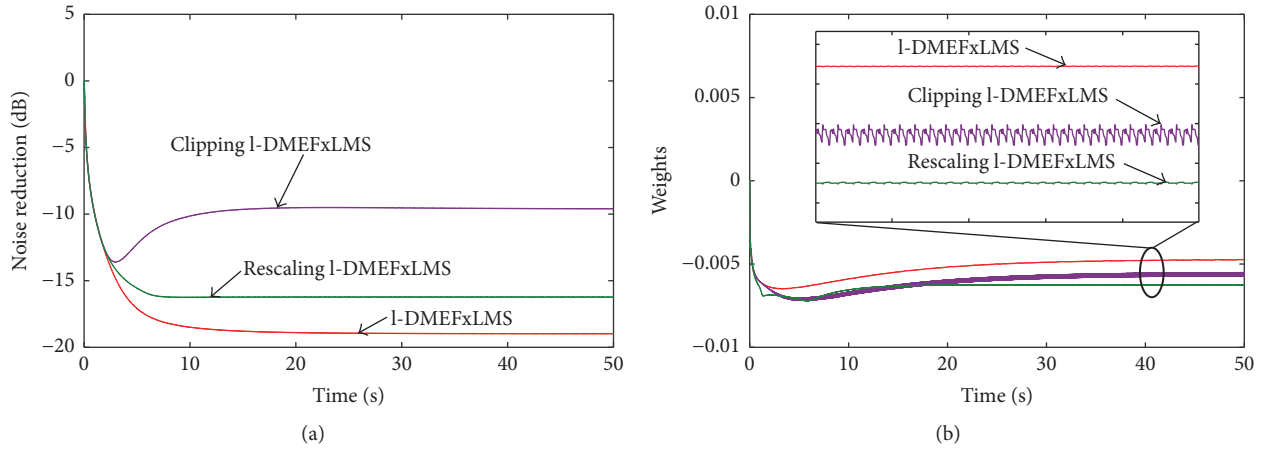 5
0
−5
−10
−15
−20
Noise reduction (dB)
Clipping l-DMEFxLMS
Rescaling l-DMEFxLMS
l-DMEFxLMS
0
10
20
30
40
50
Time (s)
(a)
0.01
0.005
0
−0.005
−0.01
Weights
l-DMEFxLMS
Clipping l-DMEFxLMS
Rescaling l-DMEFxLMS
0
10
20
30
40
50
Time (s)
(b)